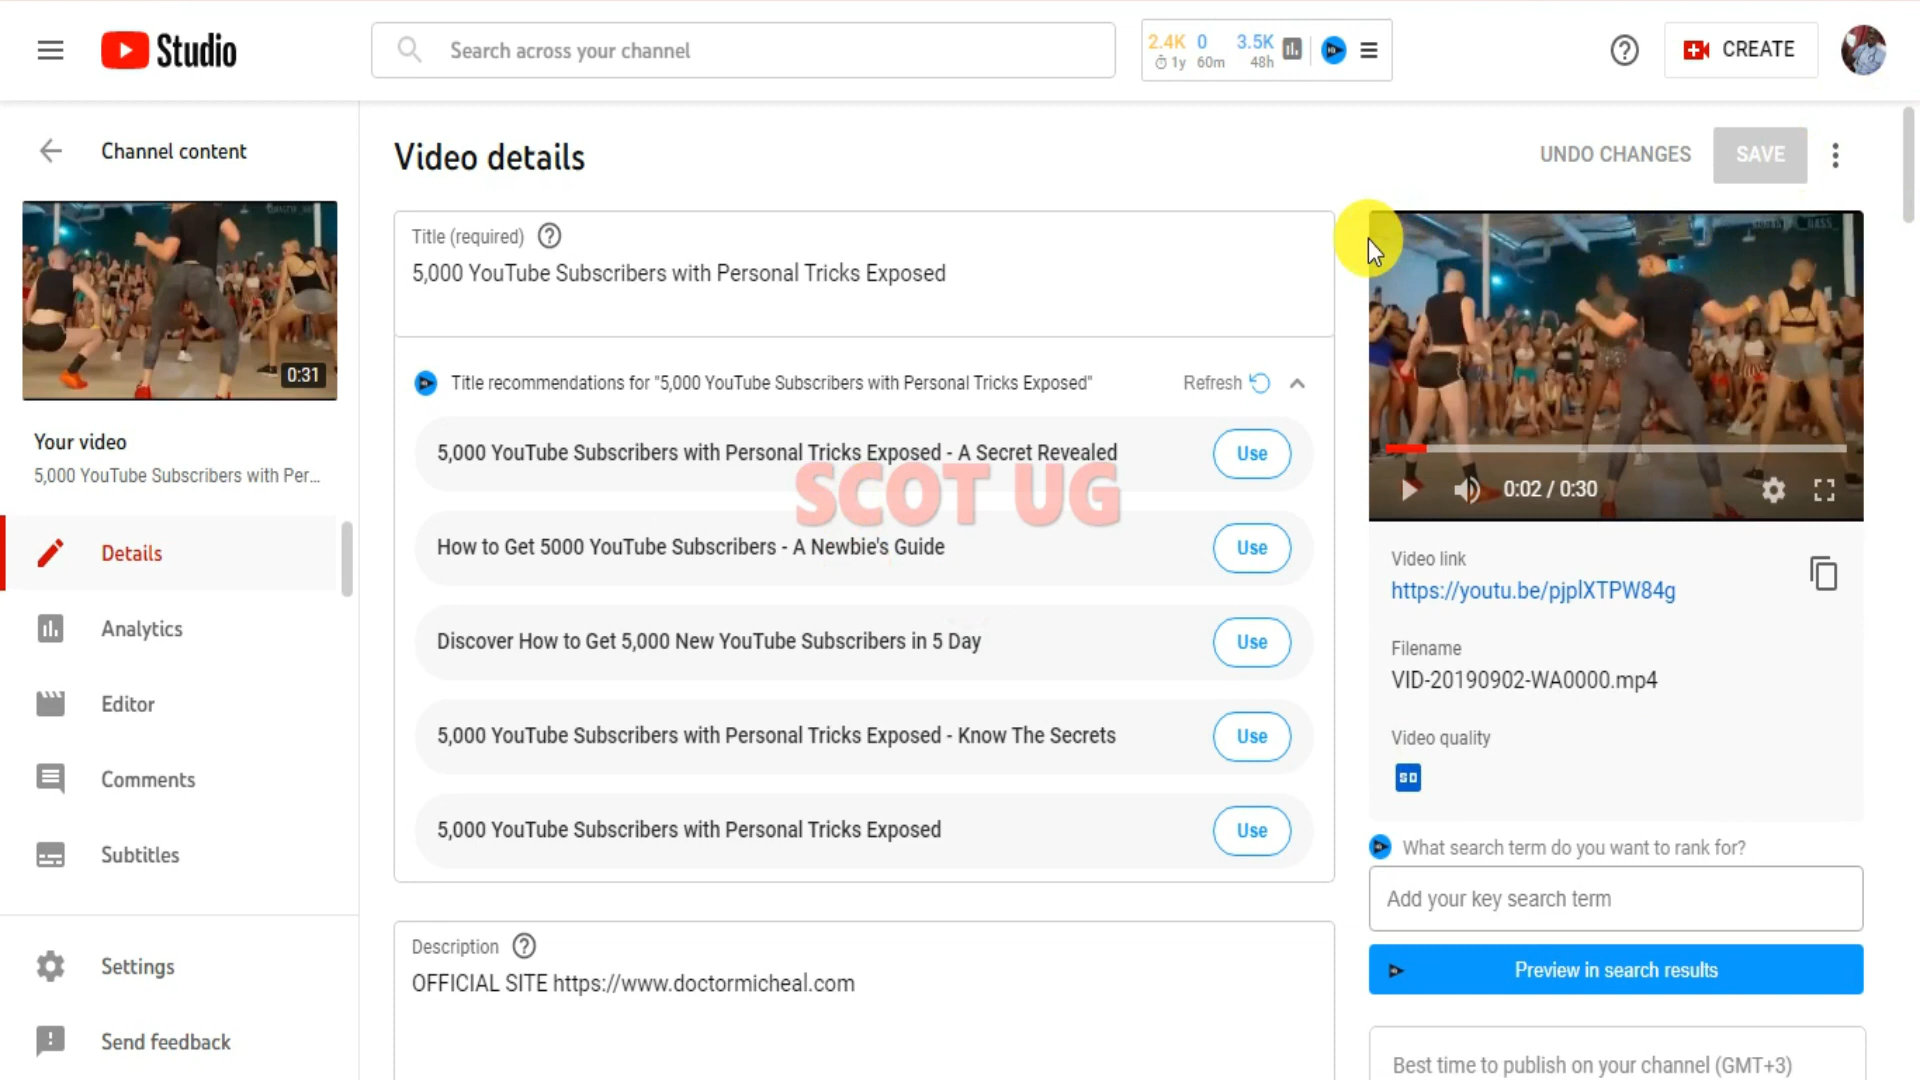 Studio
Search across your channel
2.4K 0 3.5K
1y 60m 48h
CREATE
Channel content
Video details
UNDO CHANGES
SAVE
0:31
Your video
5,000 YouTube Subscribers with Per...
Details
Analytics
Editor
Comments
Subtitles
Settings
Send feedback
Title (required)
5,000 YouTube Subscribers with Personal Tricks Exposed
Title recommendations for "5,000 YouTube Subscribers with Personal Tricks Exposed"
Refresh
5,000 YouTube Subscribers with Personal Tricks Exposed - A Secret Revealed
Use
SCOT UG
How to Get 5000 YouTube Subscribers - A Newbie's Guide
Use
Discover How to Get 5,000 New YouTube Subscribers in 5 Day
Use
5,000 YouTube Subscribers with Personal Tricks Exposed - Know The Secrets
Use
5,000 YouTube Subscribers with Personal Tricks Exposed
Use
Description
OFFICIAL SITE https://www.doctormicheal.com
0:02 / 0:30
Video link
https://youtu.be/pjplXTPW84g
Filename
VID-20190902-WA0000.mp4
Video quality
SD
What search term do you want to rank for?
Add your key search term
Preview in search results
Best time to publish on your channel (GMT+3)